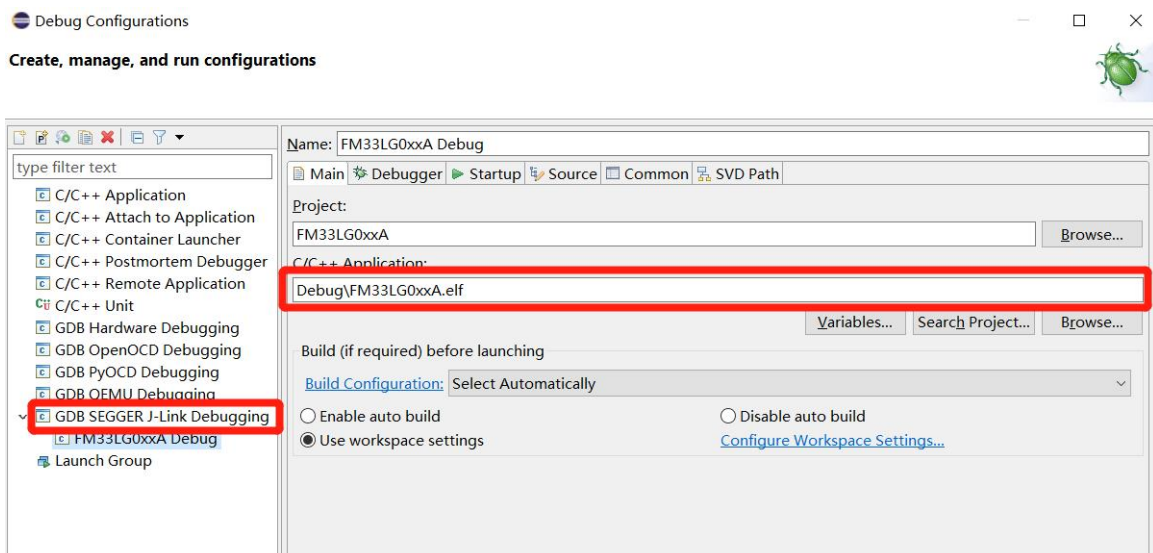 Debug Configurations
Create, manage, and run configurations
type filter text
C/C++ Application
C/C++ Attach to Application
C/C++ Container Launcher
C/C++ Postmortem Debugger
C/C++ Remote Application
C/C++ Unit
GDB Hardware Debugging
GDB OpenOCD Debugging
GDB PyOCD Debugging
GDB QEMU Debugging
GDB SEGGER J-Link Debugging
FM33LG0xxA Debug
Launch Group
Name: FM33LG0xxA Debug
Main Debugger Startup Source Common SVD Path
Project:
FM33LG0xxA Browse...
C/C++ Application:
Debug\FM33LG0xxA.elf
Variables... Search Project... Browse...
Build (if required) before launching
Build Configuration: Select Automatically
Enable auto build Disable auto build
Use workspace settings Configure Workspace Settings...